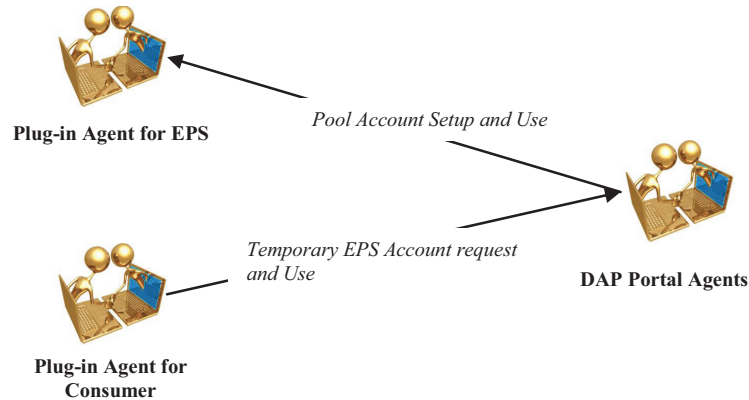 Plug-in Agent for EPS
Pool Account Setup and Use
Temporary EPS Account request
and Use
DAP Portal Agents
Plug-in Agent for
Consumer